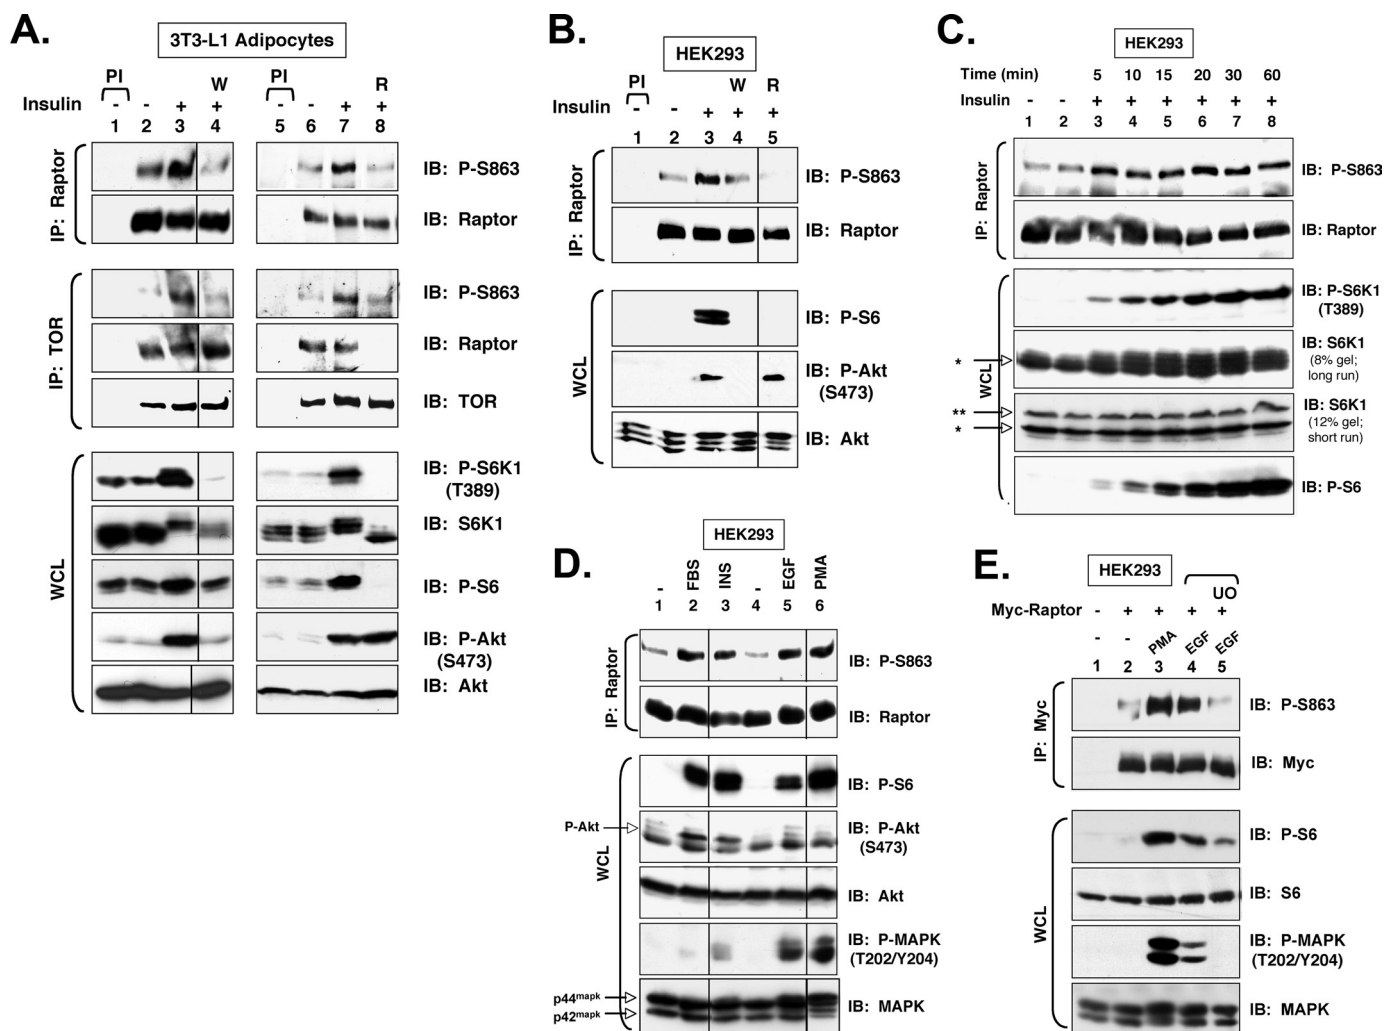 A.
3T3-L1 Adipocytes
PI W PI R
Insulin - - + + - - + +
1 2 3 4 5 6 7 8
IP: Raptor
IB: P-S863
IB: Raptor
IP: TOR
IB: P-S863
IB: Raptor
IB: TOR
WCL
IB: P-S6K1
(T389)
IB: S6K1
IB: P-S6
IB: P-Akt
(S473)
IB: Akt
B.
HEK293
PI W R
Insulin - - + + +
1 2 3 4 5
IP: Raptor
IB: P-S863
IB: Raptor
WCL
IB: P-S6
IB: P-Akt
(S473)
IB: Akt
C.
HEK293
Time (min) 5 10 15 20 30 60
Insulin - - + + + + + +
1 2 3 4 5 6 7 8
IP: Raptor
IB: P-S863
IB: Raptor
WCL
IB: P-S6K1
(T389)
*
IB: S6K1
(8% gel;
long run)
**
*
IB: S6K1
(12% gel;
short run)
IB: P-S6
D.
HEK293
- FBS INS - EGF PMA
1 2 3 4 5 6
IP: Raptor
IB: P-S863
IB: Raptor
WCL
IB: P-S6
P-Akt
IB: P-Akt
(S473)
IB: Akt
IB: P-MAPK
(T202/Y204)
p44mapk
p42mapk
IB: MAPK
E.
HEK293
UO
Myc-Raptor - + + + +
- - PMA EGF EGF
1 2 3 4 5
IP: Myc
IB: P-S863
IB: Myc
WCL
IB: P-S6
IB: S6
IB: P-MAPK
(T202/Y204)
IB: MAPK